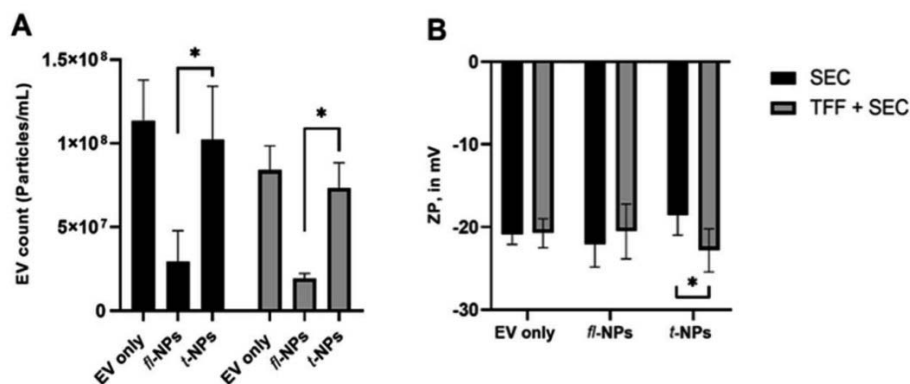 A
EV count (Particles/mL)
1.5×10⁸
1×10⁸
5×10⁷
0
*
*
EV only
fl-NPs
t-NPs
EV only
fl-NPs
t-NPs
B
ZP, in mV
0
-10
-20
-30
*
EV only
fl-NPs
t-NPs
SEC
TFF + SEC